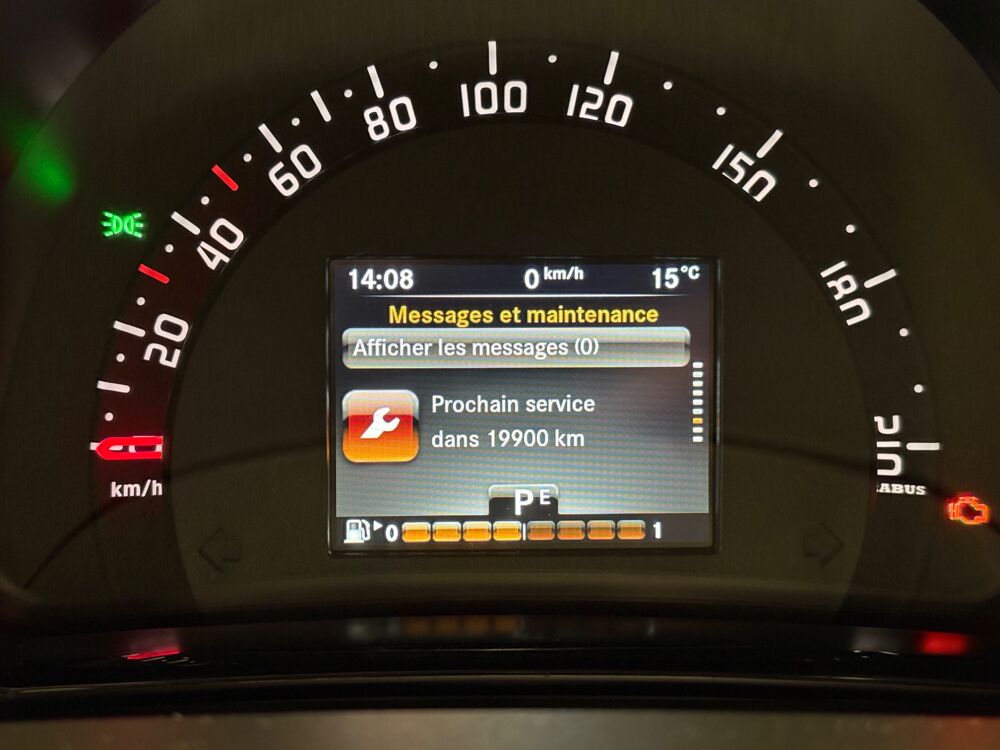 20
40
60
80
100
120
150
180
210
km/h
14:08 0 km/h 15°C
Messages et maintenance
Afficher les messages (0)
Prochain service
dans 19900 km
P E
0 1